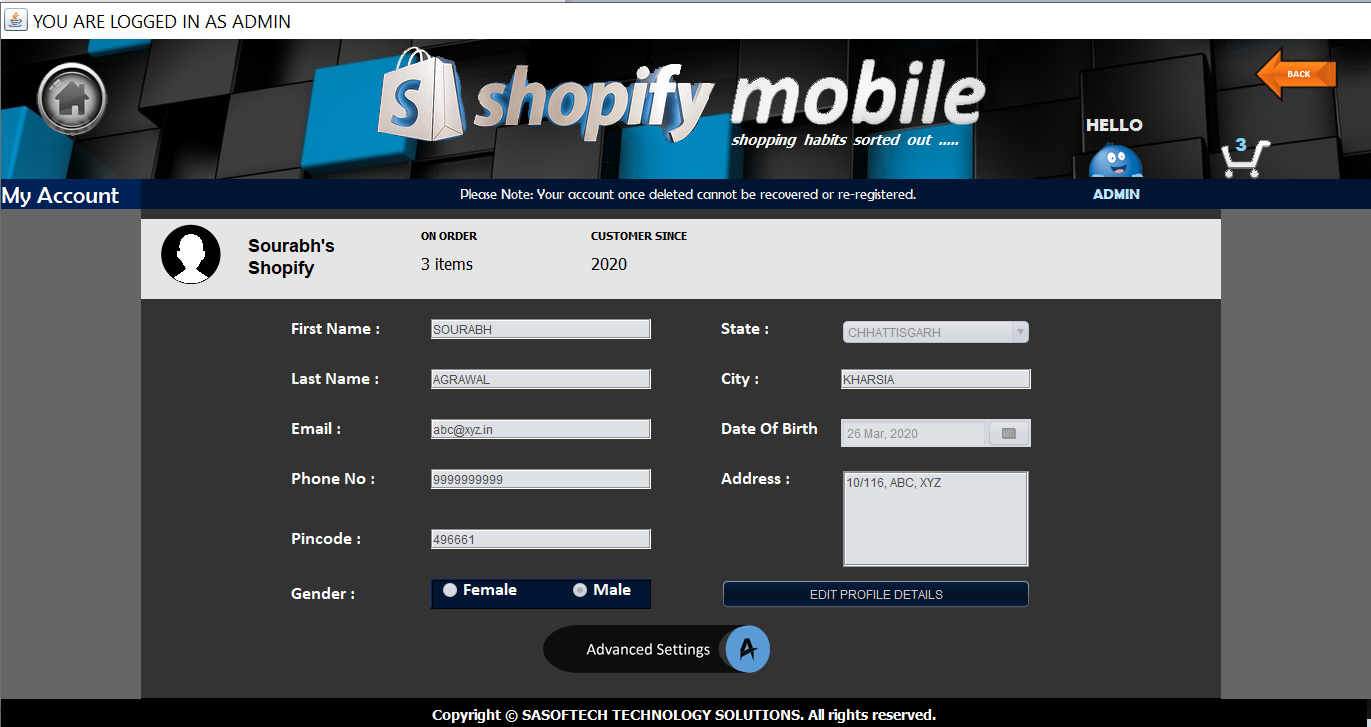 YOU ARE LOGGED IN AS ADMIN
S shopify mobile
shopping habits sorted out .....
BACK
HELLO
3
My Account
Please Note: Your account once deleted cannot be recovered or re-registered.
ADMIN
Sourabh's
Shopify
ON ORDER
3 items
CUSTOMER SINCE
2020
First Name :
SOURABH
State :
CHHATTISGARH
Last Name :
AGRAWAL
City :
KHARSIA
Email :
abc@xyz.in
Date Of Birth
26 Mar, 2020
Phone No :
9999999999
Address :
10/116, ABC, XYZ
Pincode :
496661
Gender :
Female
Male
EDIT PROFILE DETAILS
Advanced Settings
A
Copyright © SASOFTECH TECHNOLOGY SOLUTIONS. All rights reserved.